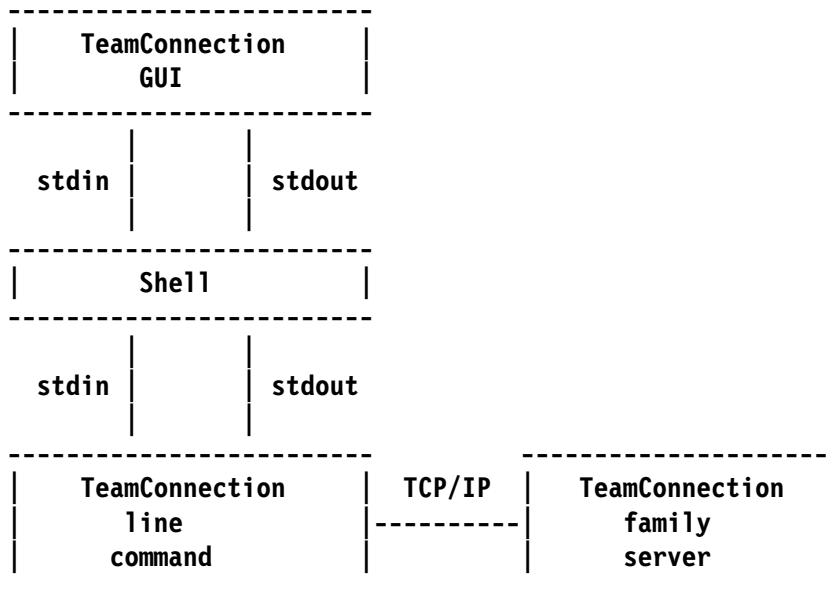 TeamConnection
GUI
stdin stdout
Shell
stdin stdout
TeamConnection TCP/IP TeamConnection
line family
command server